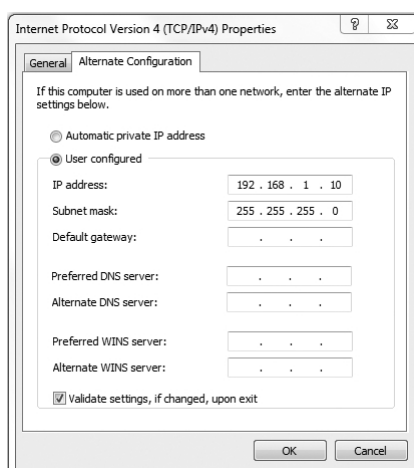 Internet Protocol Version 4 (TCP/IPv4) Properties
General
Alternate Configuration
If this computer is used on more than one network, enter the alternate IP
settings below.
Automatic private IP address
User configured
IP address: 192 . 168 . 1 . 10
Subnet mask: 255 . 255 . 255 . 0
Default gateway: . . .
Preferred DNS server: . . .
Alternate DNS server: . . .
Preferred WINS server: . . .
Alternate WINS server: . . .
Validate settings, if changed, upon exit
OK
Cancel